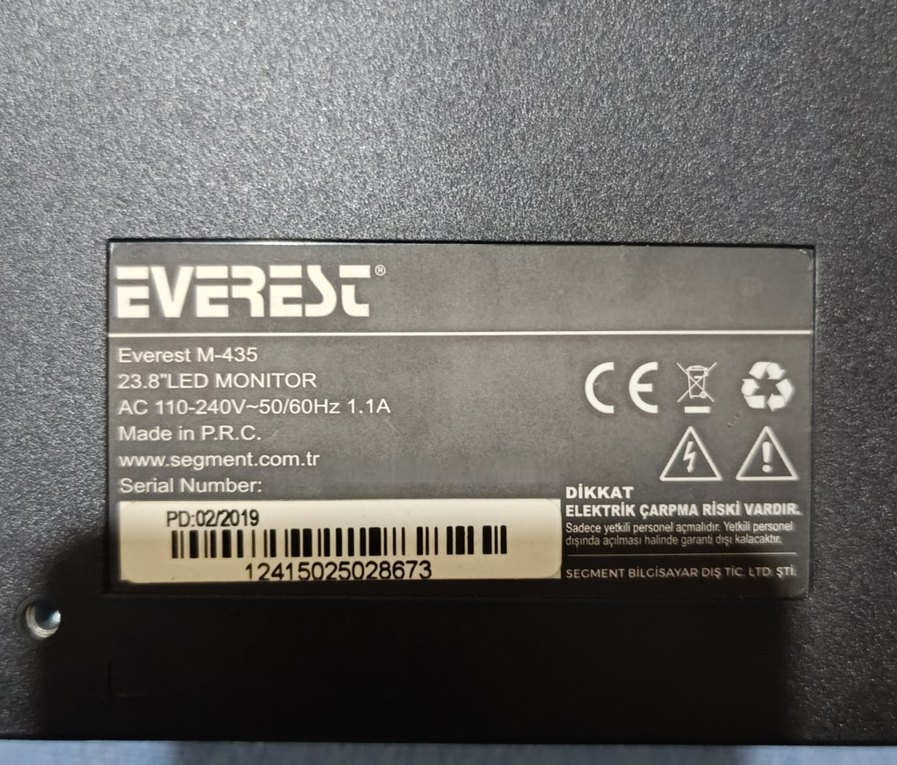 EVEREST®
Everest M-435
23.8"LED MONITOR
AC 110-240V~50/60Hz 1.1A
Made in P.R.C.
www.segment.com.tr
Serial Number:
PD:02/2019
12415025028673
CE
DİKKAT
ELEKTRİK ÇARPMA RİSKİ VARDIR.
Sadece yetkili personel açmalıdır. Yetkili personel
dışında açılması halinde garanti dışı kalacaktır.
SEGMENT BİLGİSAYAR DIŞ TİC. LTD. ŞTİ.